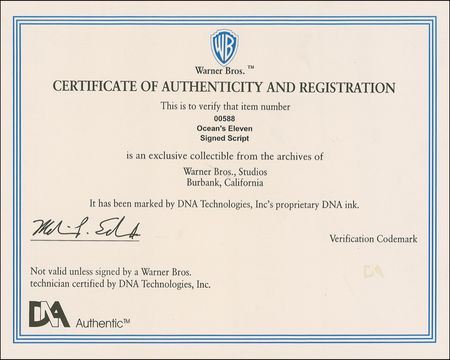 WB
Warner Bros.™
CERTIFICATE OF AUTHENTICITY AND REGISTRATION
This is to verify that item number
00588
Ocean's Eleven
Signed Script
is an exclusive collectible from the archives of
Warner Bros., Studios
Burbank, California
It has been marked by DNA Technologies, Inc's proprietary DNA ink.
Verification Codemark
Not valid unless signed by a Warner Bros.
technician certified by DNA Technologies, Inc.
DNA Authentic™